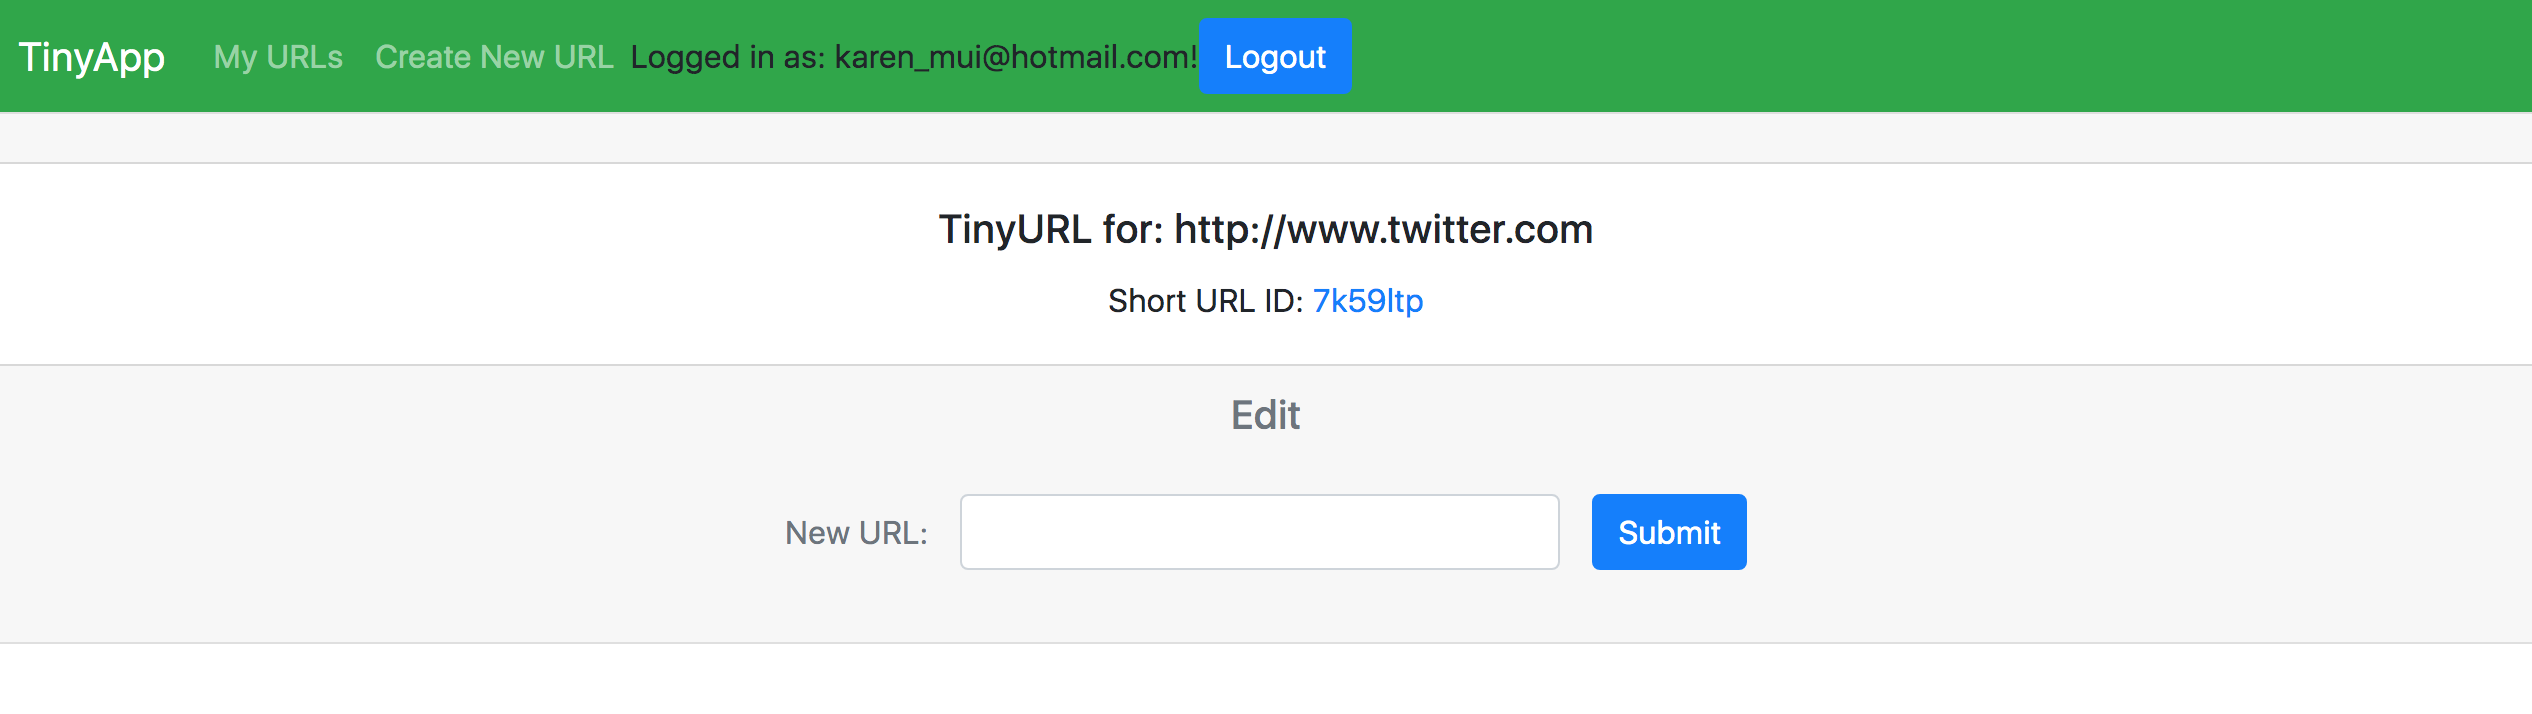 TinyApp My URLs Create New URL Logged in as: karen_mui@hotmail.com! Logout
TinyURL for: http://www.twitter.com
Short URL ID: 7k59ltp
Edit
New URL: Submit